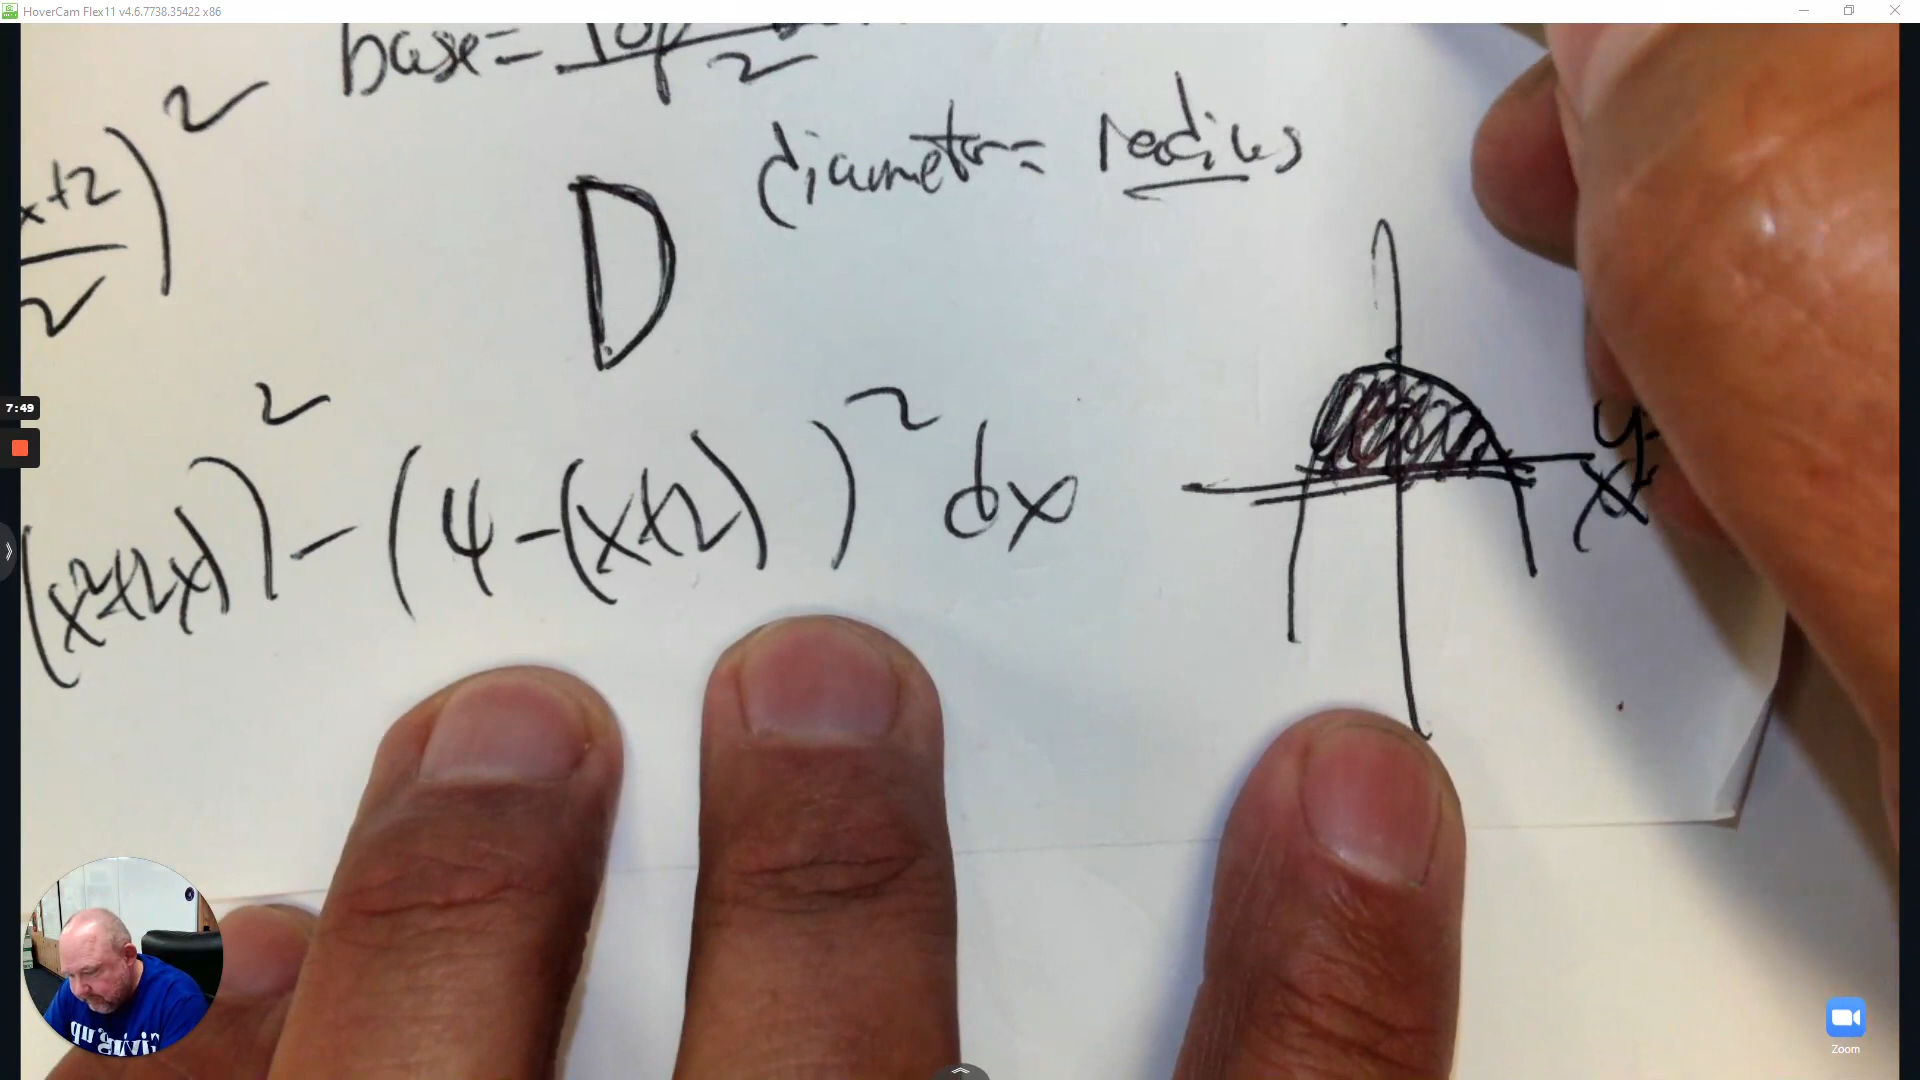 HoverCam Flex11 v4.6.7738.35422 x86
base = top
2
x+2)²
2
diameter = radius
D
7:49
(x²+2x)² - (4-(x+2))² dx
y
x
Zoom